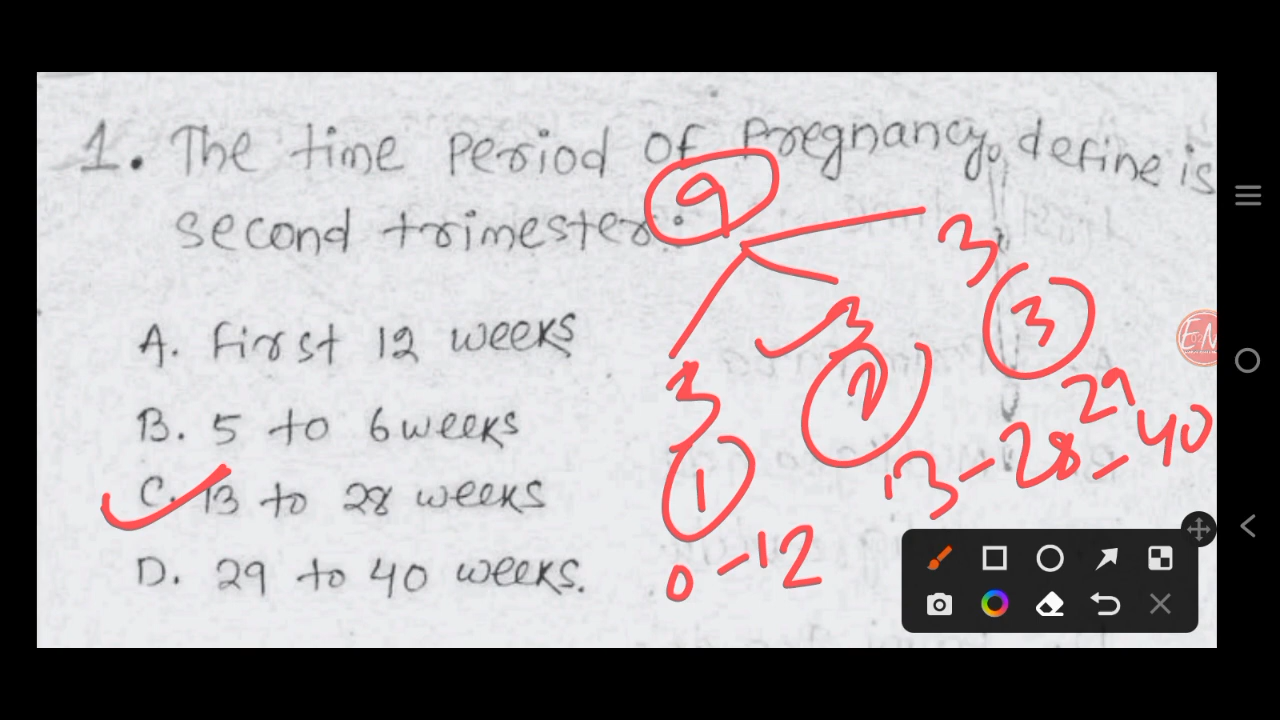 1. The time period of Pregnancy, define is
second trimester:
9
3
3
3
A. First 12 weeks
B. 5 to 6 weeks
C. 13 to 28 weeks
D. 29 to 40 weeks.
1
2
3
0-12
13-28
29-40
EN